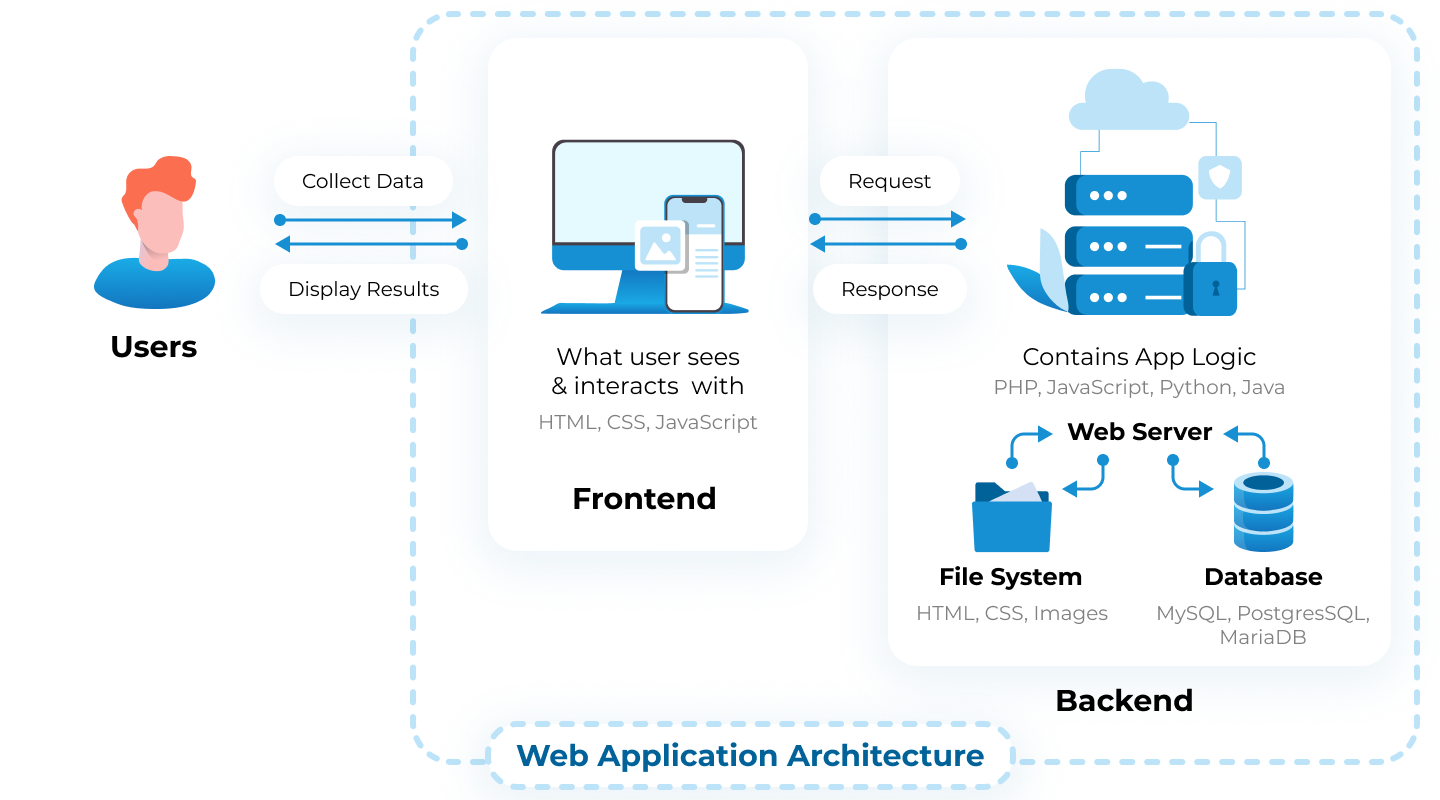 Collect Data
Display Results
Users
What user sees
& interacts with
HTML, CSS, JavaScript
Frontend
Request
Response
Contains App Logic
PHP, JavaScript, Python, Java
Web Server
File System
HTML, CSS, Images
Database
MySQL, PostgresSQL,
MariaDB
Backend
Web Application Architecture